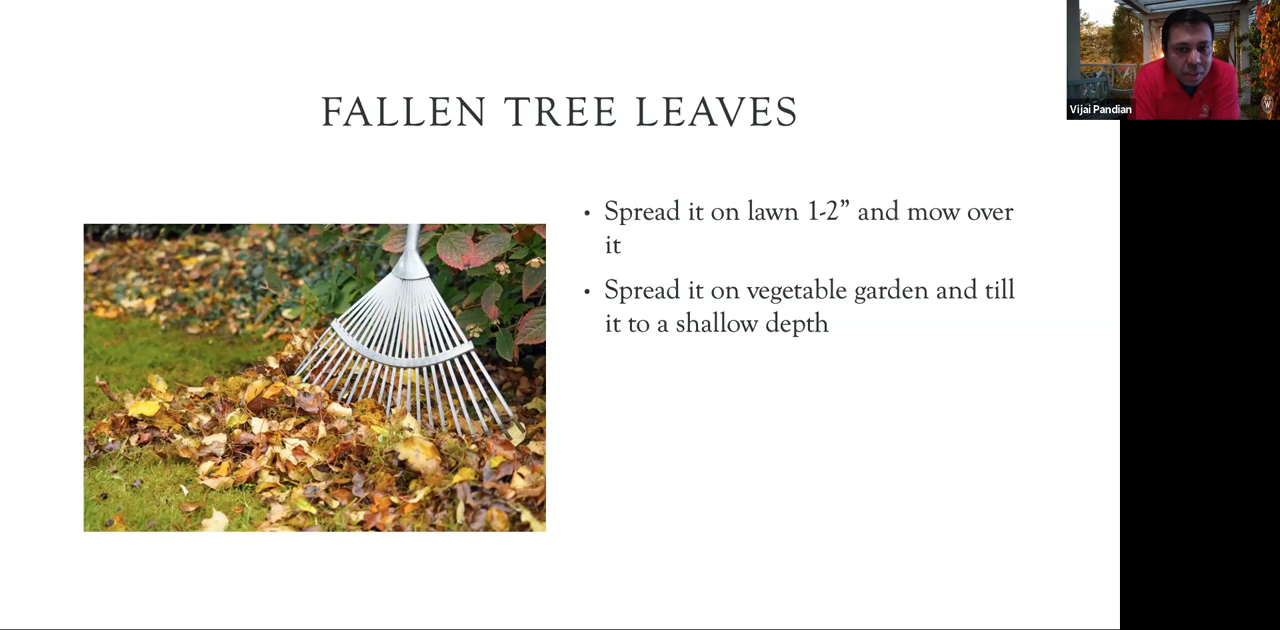 FALLEN TREE LEAVES
Vijai Pandian
• Spread it on lawn 1-2” and mow over
it
• Spread it on vegetable garden and till
it to a shallow depth